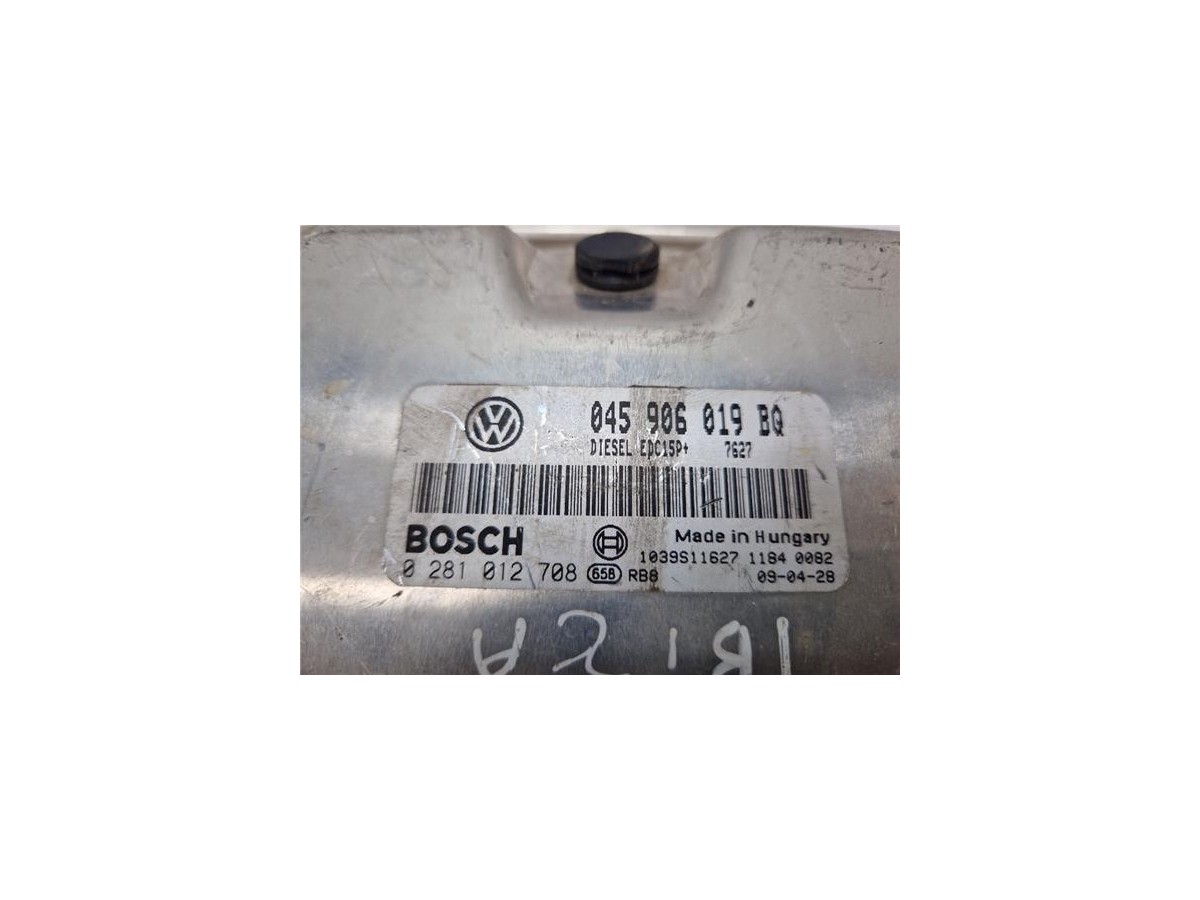 045 906 019 BQ
DIESEL EDC15P+ 7627
BOSCH
Made in Hungary
1039S11627 1184 0082
0 281 012 708 658 RB8 09-04-28
IBIZA